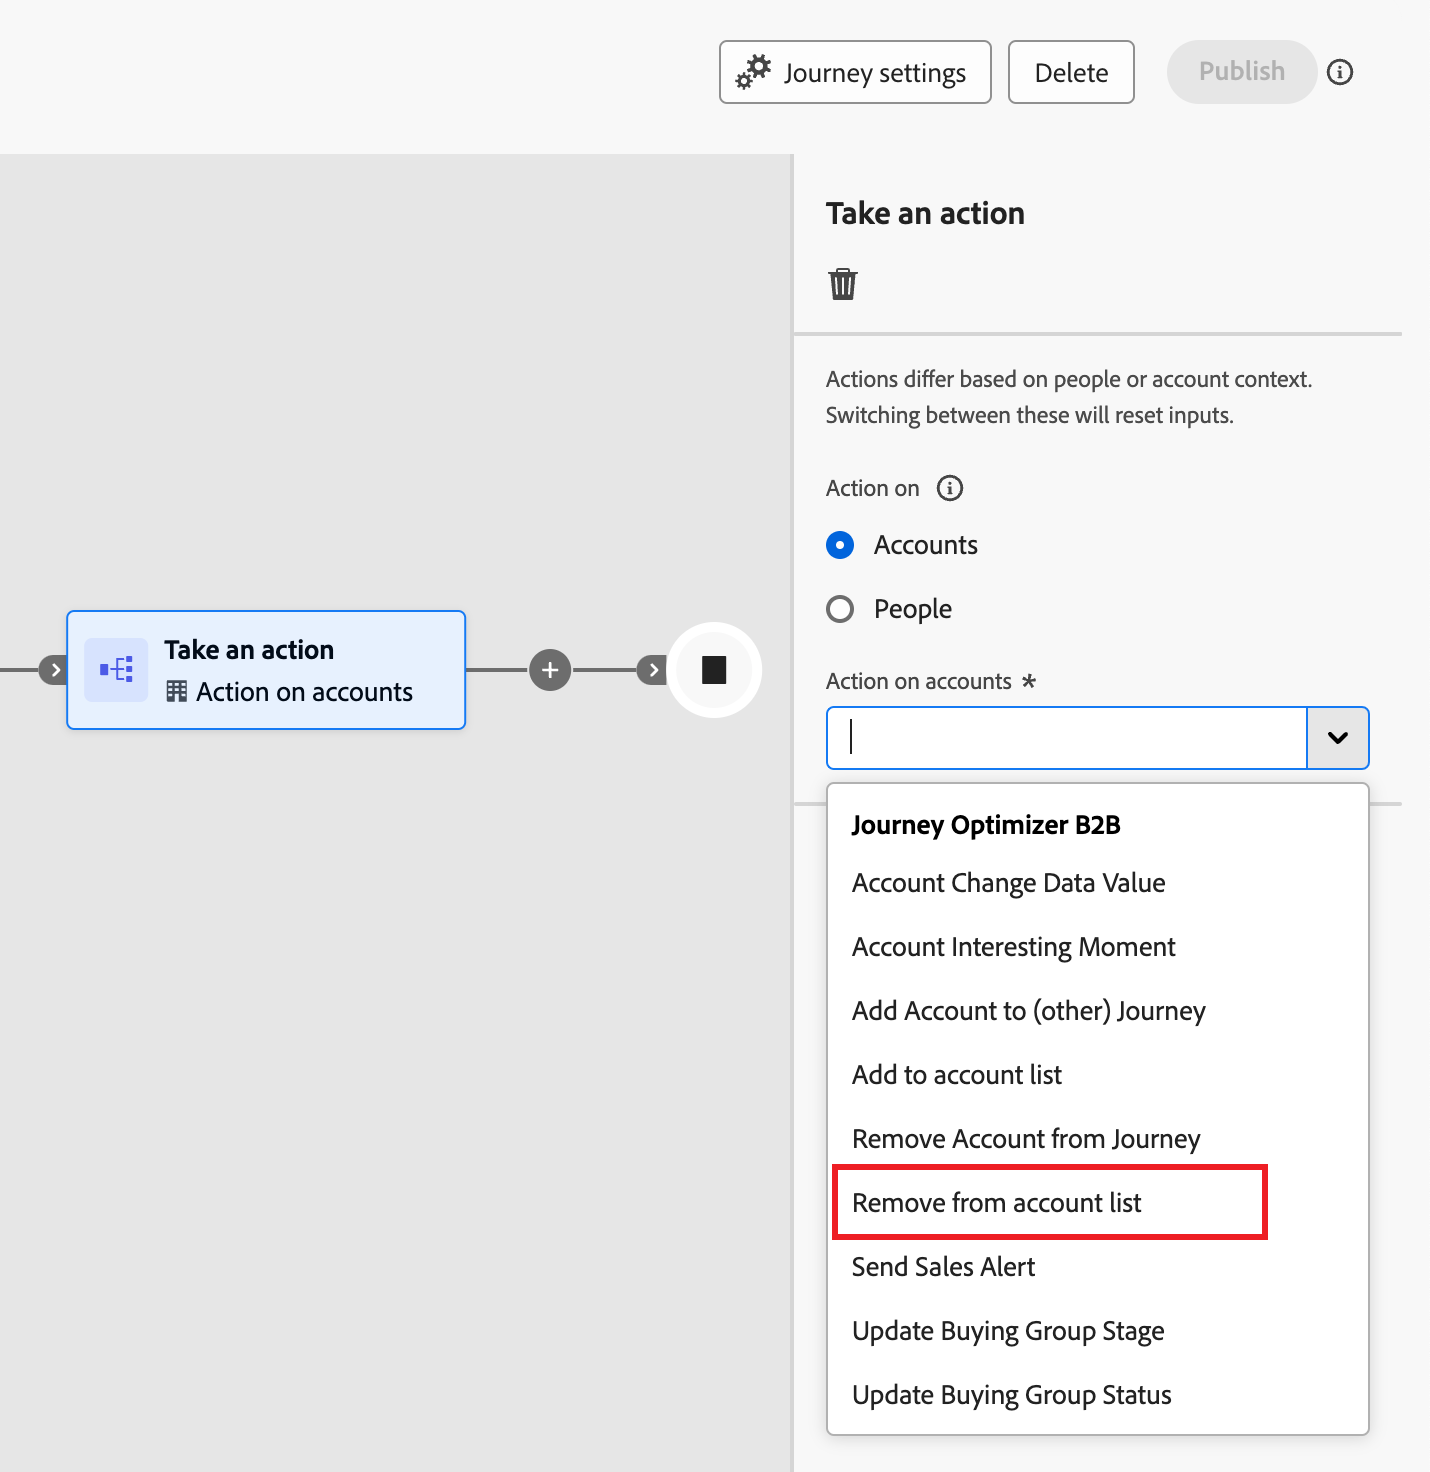 Journey settings
Delete
Publish
Take an action
Actions differ based on people or account context.
Switching between these will reset inputs.
Action on
Accounts
People
Take an action
Action on accounts
Action on accounts *
Journey Optimizer B2B
Account Change Data Value
Account Interesting Moment
Add Account to (other) Journey
Add to account list
Remove Account from Journey
Remove from account list
Send Sales Alert
Update Buying Group Stage
Update Buying Group Status